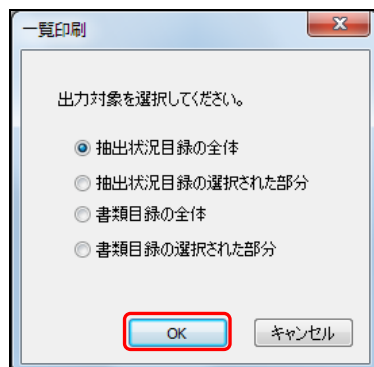 一覧印刷
出力対象を選択してください。
抽出状況目録の全体
抽出状況目録の選択された部分
書類目録の全体
書類目録の選択された部分
OK
キャンセル